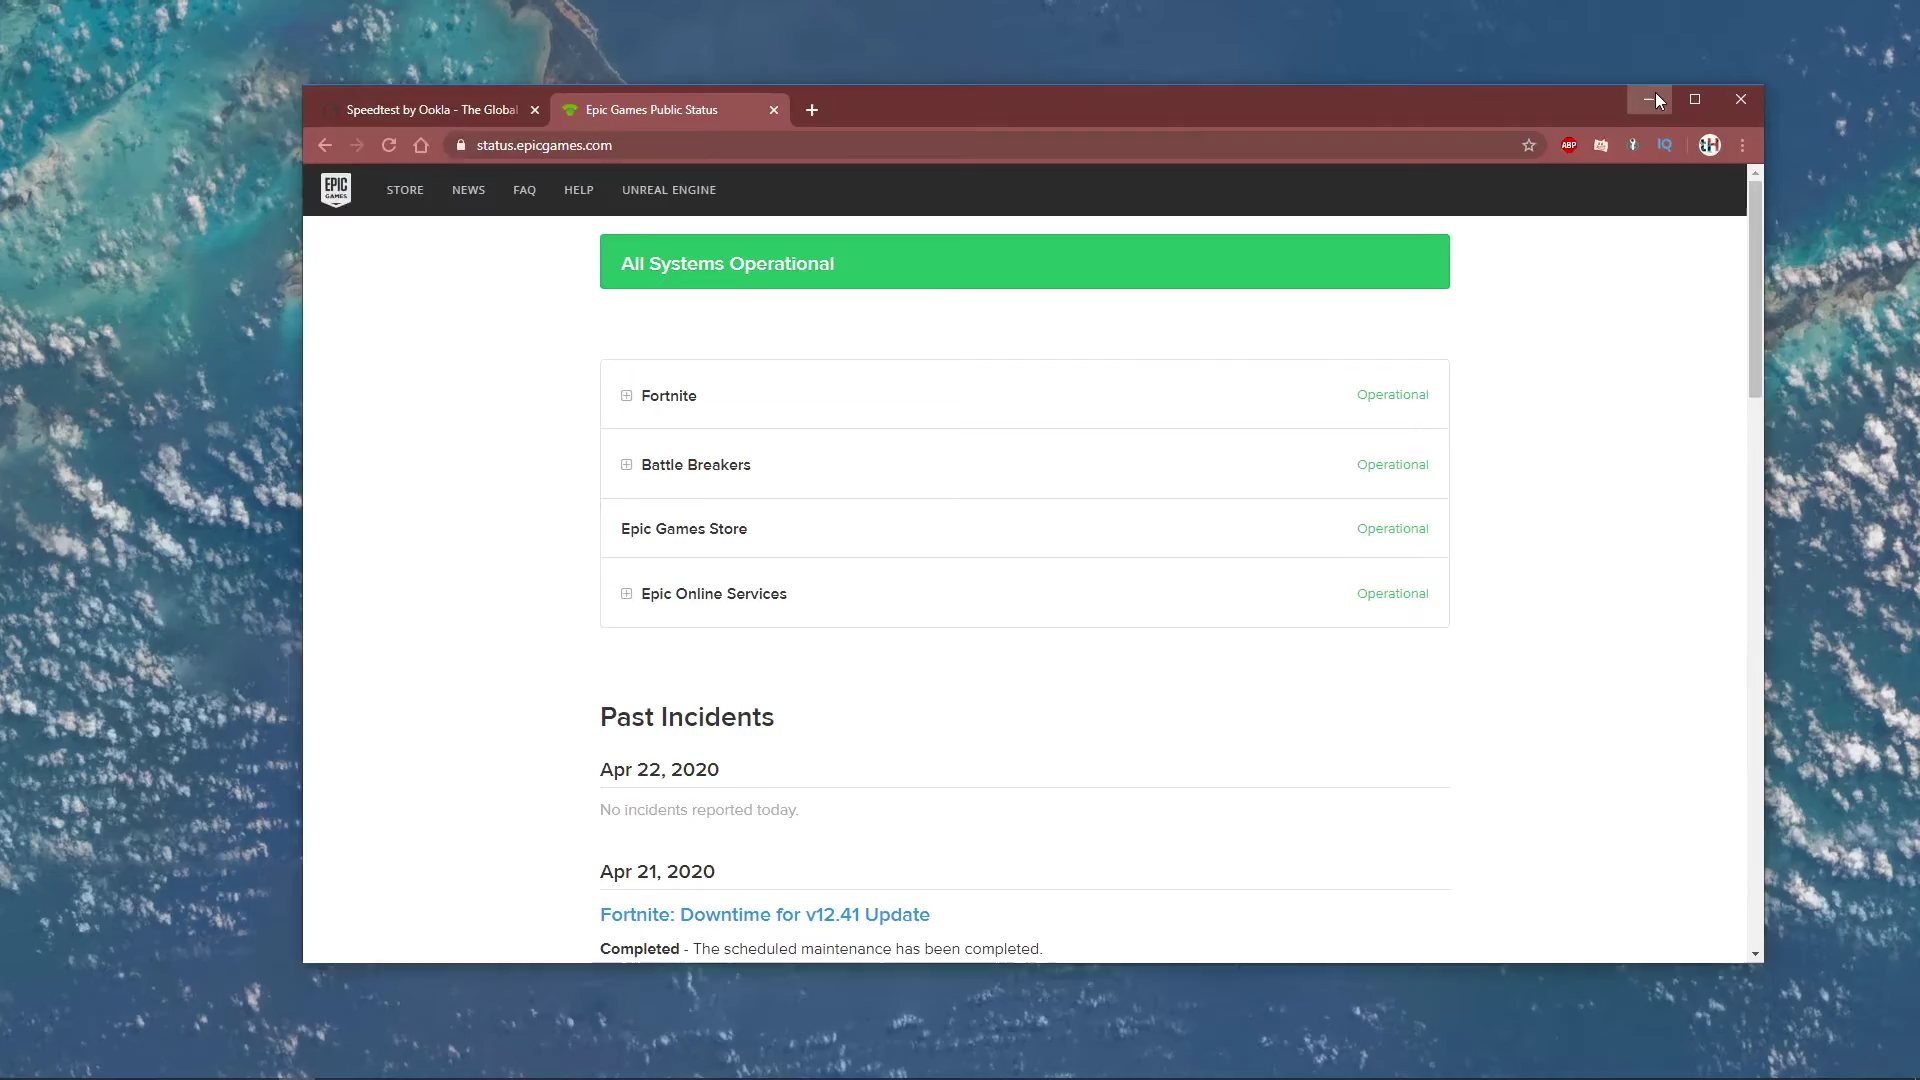 Speedtest by Ookla - The Global
Epic Games Public Status
status.epicgames.com
ABP
IQ
EPIC
GAMES
STORE
NEWS
FAQ
HELP
UNREAL ENGINE
All Systems Operational
Fortnite
Operational
Battle Breakers
Operational
Epic Games Store
Operational
Epic Online Services
Operational
Past Incidents
Apr 22, 2020
No incidents reported today.
Apr 21, 2020
Fortnite: Downtime for v12.41 Update
Completed - The scheduled maintenance has been completed.